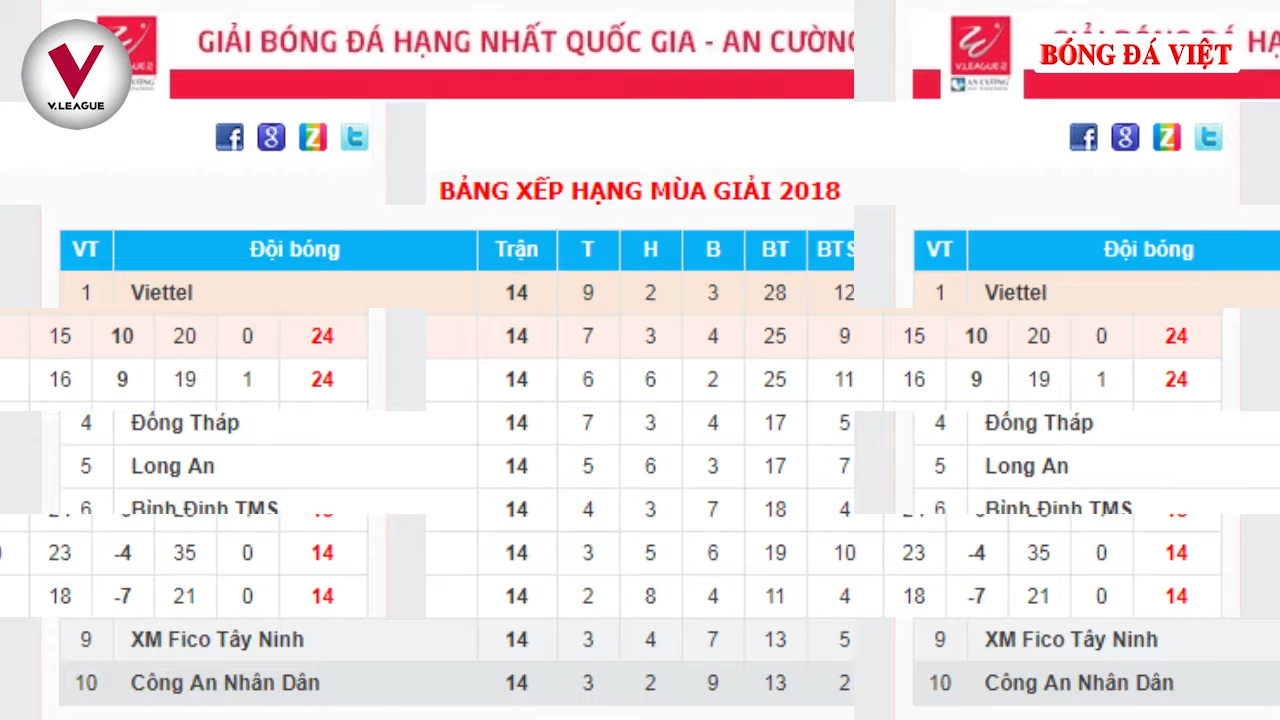 GIẢI BÓNG ĐÁ HẠNG NHẤT QUỐC GIA - AN CƯỜNG
BÓNG ĐÁ VIỆT
V.LEAGUE
V.LEAGUE 2
AN CƯỜNG
BẢNG XẾP HẠNG MÙA GIẢI 2018
VT Đội bóng Trận T H B BT BTS VT Đội bóng
1 Viettel 14 9 2 3 28 12 1 Viettel
15 10 20 0 24 14 7 3 4 25 9 15 10 20 0 24
16 9 19 1 24 14 6 6 2 25 11 16 9 19 1 24
4 Đồng Tháp 14 7 3 4 17 5 4 Đồng Tháp
5 Long An 14 5 6 3 17 7 5 Long An
6 Bình Định TMS 14 4 3 7 18 4 6 Bình Định TMS
23 -4 35 0 14 14 3 5 6 19 10 23 -4 35 0 14
18 -7 21 0 14 14 2 8 4 11 4 18 -7 21 0 14
9 XM Fico Tây Ninh 14 3 4 7 13 5 9 XM Fico Tây Ninh
10 Công An Nhân Dân 14 3 2 9 13 2 10 Công An Nhân Dân